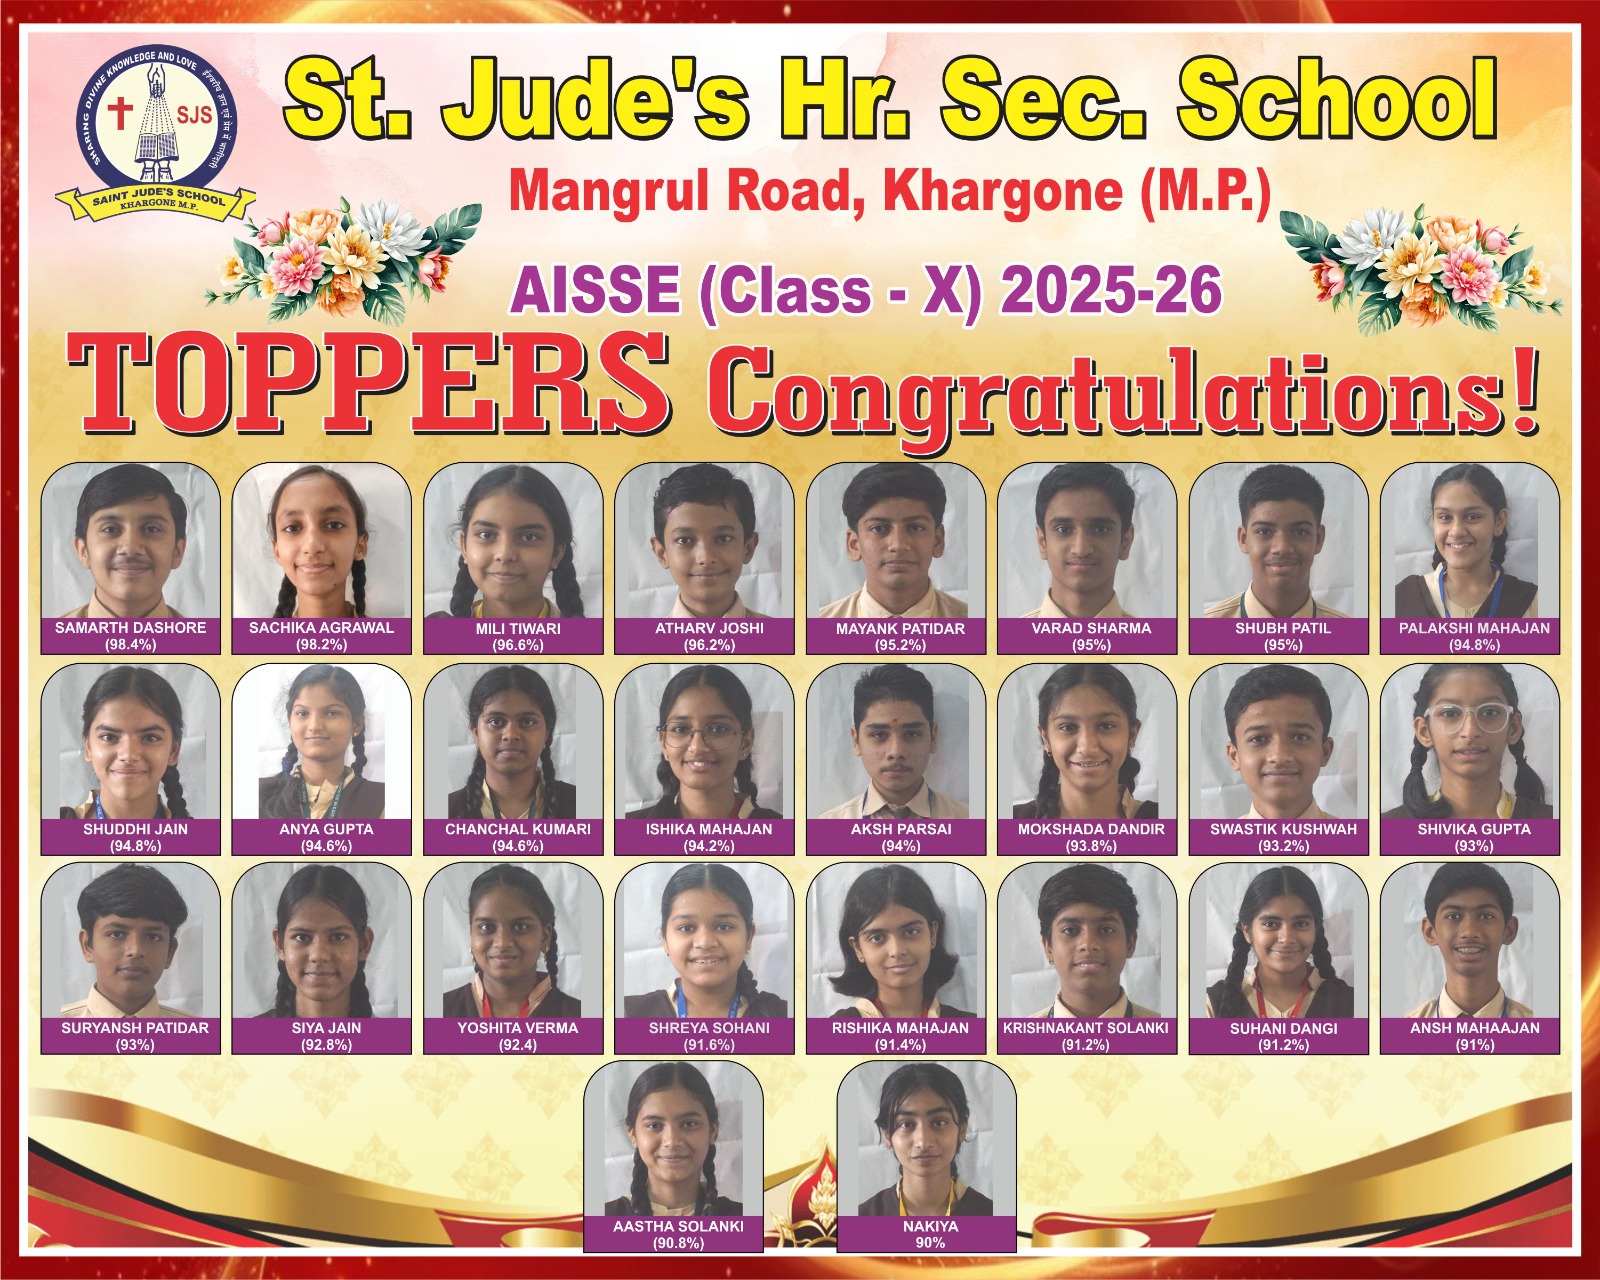 SHARING DIVINE KNOWLEDGE AND LOVE
SJS
SAINT JUDE'S SCHOOL
KHARGONE M.P.
St. Jude's Hr. Sec. School
Mangrul Road, Khargone (M.P.)
AISSE (Class - X) 2025-26
TOPPERS Congratulations!
SAMARTH DASHORE
(98.4%)
SACHIKA AGRAWAL
(98.2%)
MILI TIWARI
(96.6%)
ATHARV JOSHI
(96.2%)
MAYANK PATIDAR
(95.2%)
VARAD SHARMA
(95%)
SHUBH PATIL
(95%)
PALAKSHI MAHAJAN
(94.8%)
SHUDDHI JAIN
(94.8%)
ANYA GUPTA
(94.6%)
CHANCHAL KUMARI
(94.6%)
ISHIKA MAHAJAN
(94.2%)
AKSH PARSAI
(94%)
MOKSHADA DANDIR
(93.8%)
SWASTIK KUSHWAH
(93.2%)
SHIVIKA GUPTA
(93%)
SURYANSH PATIDAR
(93%)
SIYA JAIN
(92.8%)
YOSHITA VERMA
(92.4)
SHREYA SOHANI
(91.6%)
RISHIKA MAHAJAN
(91.4%)
KRISHNAKANT SOLANKI
(91.2%)
SUHANI DANGI
(91.2%)
ANSH MAHAAJAN
(91%)
AASTHA SOLANKI
(90.8%)
NAKIYA
90%